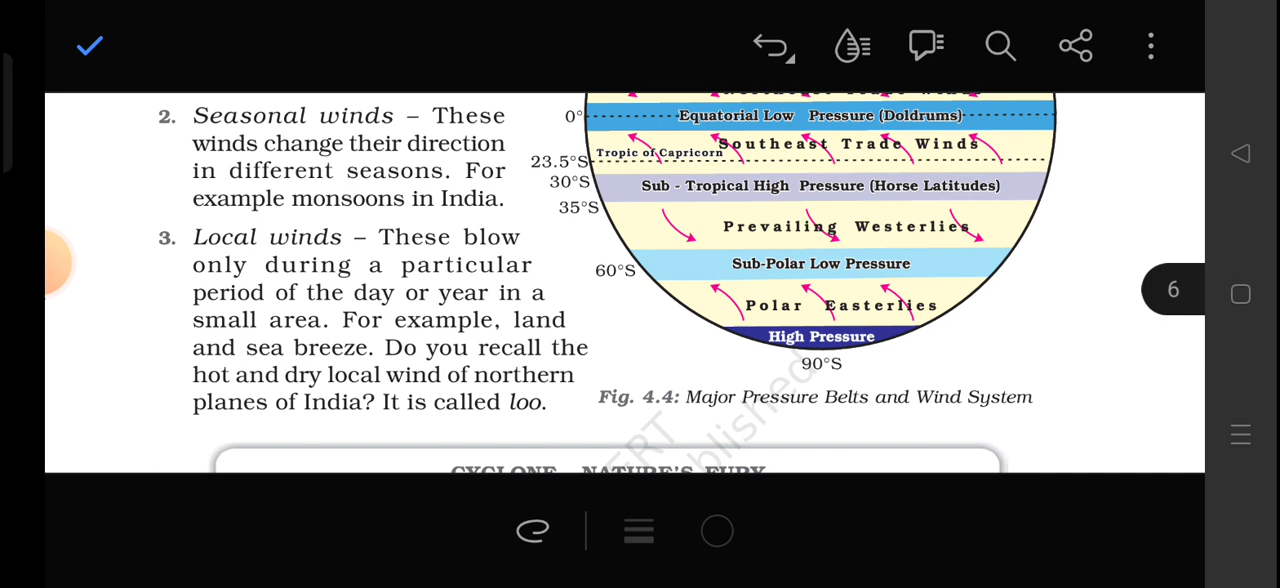 2. Seasonal winds – These
winds change their direction
in different seasons. For
example monsoons in India.
3. Local winds – These blow
only during a particular
period of the day or year in a
small area. For example, land
and sea breeze. Do you recall the
hot and dry local wind of northern
planes of India? It is called loo.
0°
Equatorial Low Pressure (Doldrums)
Southeast Trade Winds
Tropic of Capricorn
23.5°S
30°S
Sub - Tropical High Pressure (Horse Latitudes)
35°S
Prevailing Westerlies
Sub-Polar Low Pressure
60°S
Polar Easterlies
High Pressure
90°S
Fig. 4.4: Major Pressure Belts and Wind System
CYCLONE – NATURE'S FURY
6